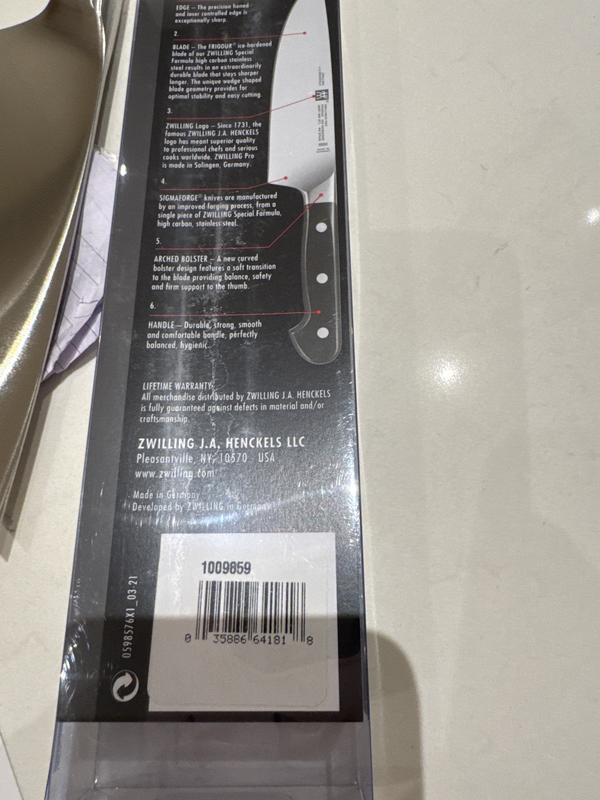 EDGE – The precision honed
and laser controlled edge is
exceptionally sharp.
2.
BLADE – The FRIODUR® ice-hardened
blade of our ZWILLING Special
Formula high carbon stainless
steel results in an extraordinarily
durable blade that stays sharper
longer. The unique wedge shaped
blade geometry provides for
optimal stability and easy cutting.
3.
ZWILLING Logo – Since 1731, the
famous ZWILLING J.A. HENCKELS
logo has meant superior quality
to professional chefs and serious
cooks worldwide. ZWILLING Pro
is made in Solingen, Germany.
4.
SIGMAFORGE® knives are manufactured
by an improved forging process, from a
single piece of ZWILLING Special Formula,
high carbon, stainless steel.
5.
ARCHED BOLSTER – A new curved
bolster design features a soft transition
to the blade providing balance, safety
and firm support to the thumb.
6.
HANDLE – Durable, strong, smooth
and comfortable handle, perfectly
balanced, hygienic.
LIFETIME WARRANTY:
All merchandise distributed by ZWILLING J.A. HENCKELS
is fully guaranteed against defects in material and/or
craftsmanship.
ZWILLING J.A. HENCKELS LLC
Pleasantville, NY, 10570 USA
www.zwilling.com
Made in Germany
Developed by ZWILLING in Germany
0598576X1_03.21
1009859
0 35886 64181 8